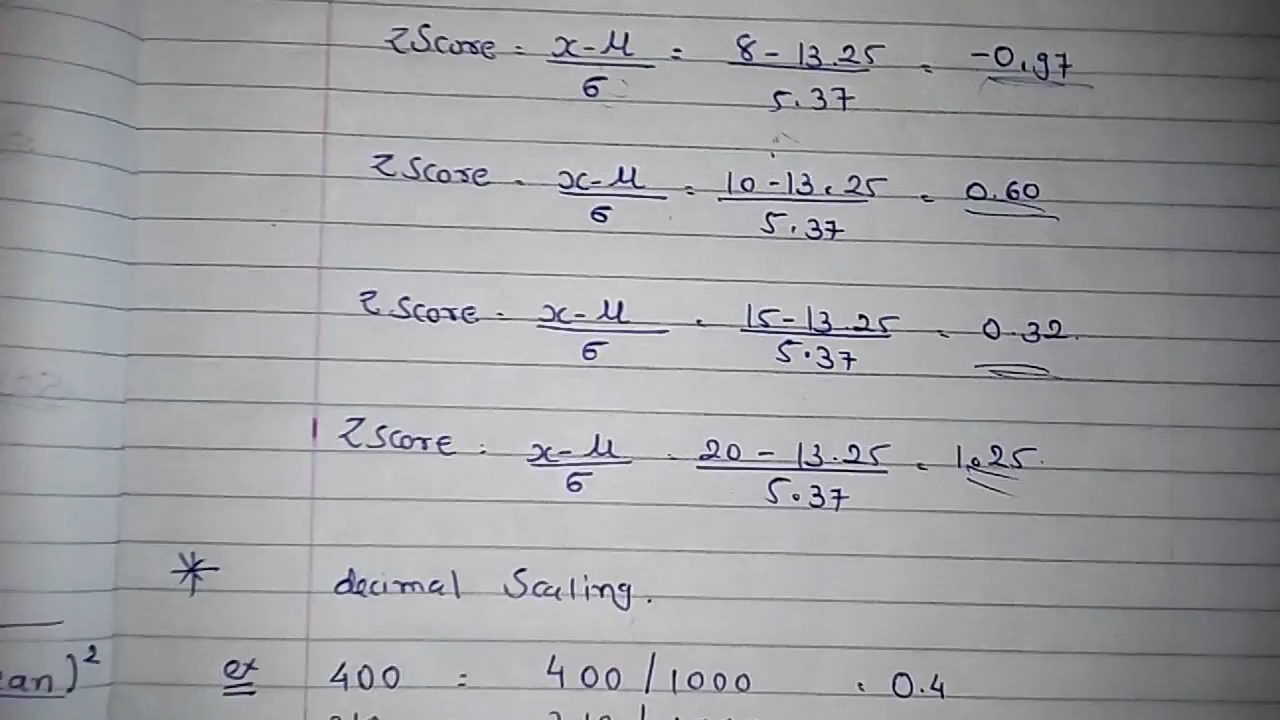 zScore = x-μ/σ = 8-13.25/5.37 = -0.97
z Score = x-μ/σ = 10-13.25/5.37 = 0.60
z Score = x-μ/σ = 15-13.25/5.37 = 0.32
zScore = x-μ/σ = 20-13.25/5.37 = 1.25
* decimal Scaling.
an)²
ex 400 = 400/1000 = 0.4